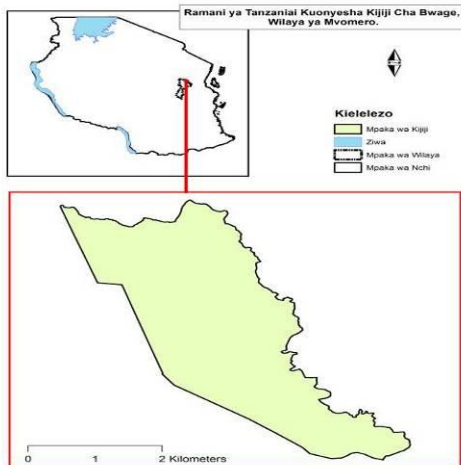 Ramani ya Tanzaniai Kuonyesha Kijiji Cha Bwage,
Wilaya ya Mvomero.
Kielelezo
Mpaka wa Kijiji
Ziwa
Mpaka wa Wilaya
Mpaka wa Nchi
0 1 2 Kilometers